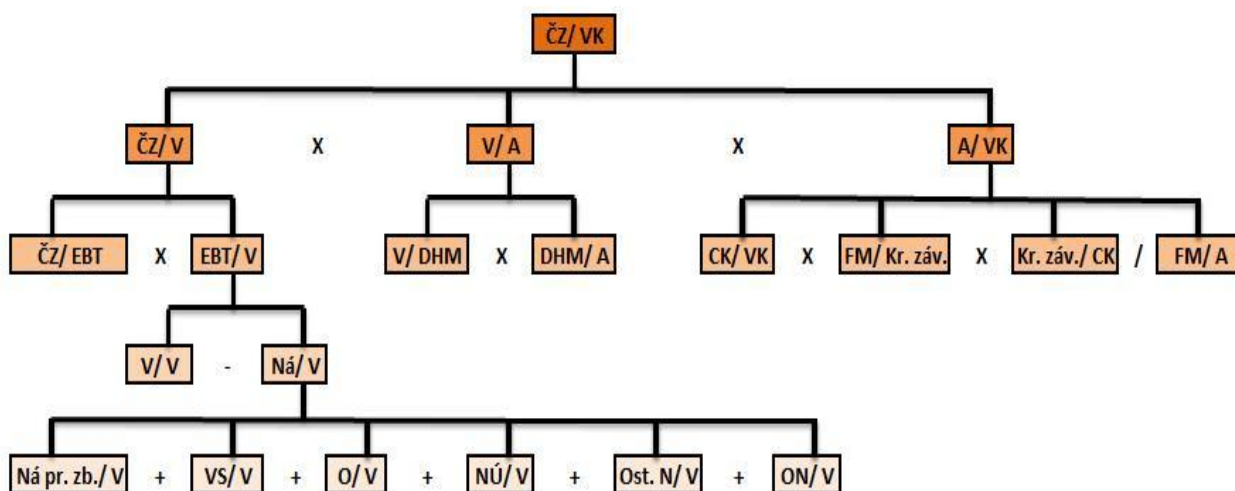 ČZ/ VK
ČZ/ V X V/ A X A/ VK
ČZ/ EBT X EBT/ V V/ DHM X DHM/ A CK/ VK X FM/ Kr. záv. X Kr. záv./ CK / FM/ A
V/ V - Ná/ V
Ná pr. zb./ V + VS/ V + O/ V + NÚ/ V + Ost. N/ V + ON/ V